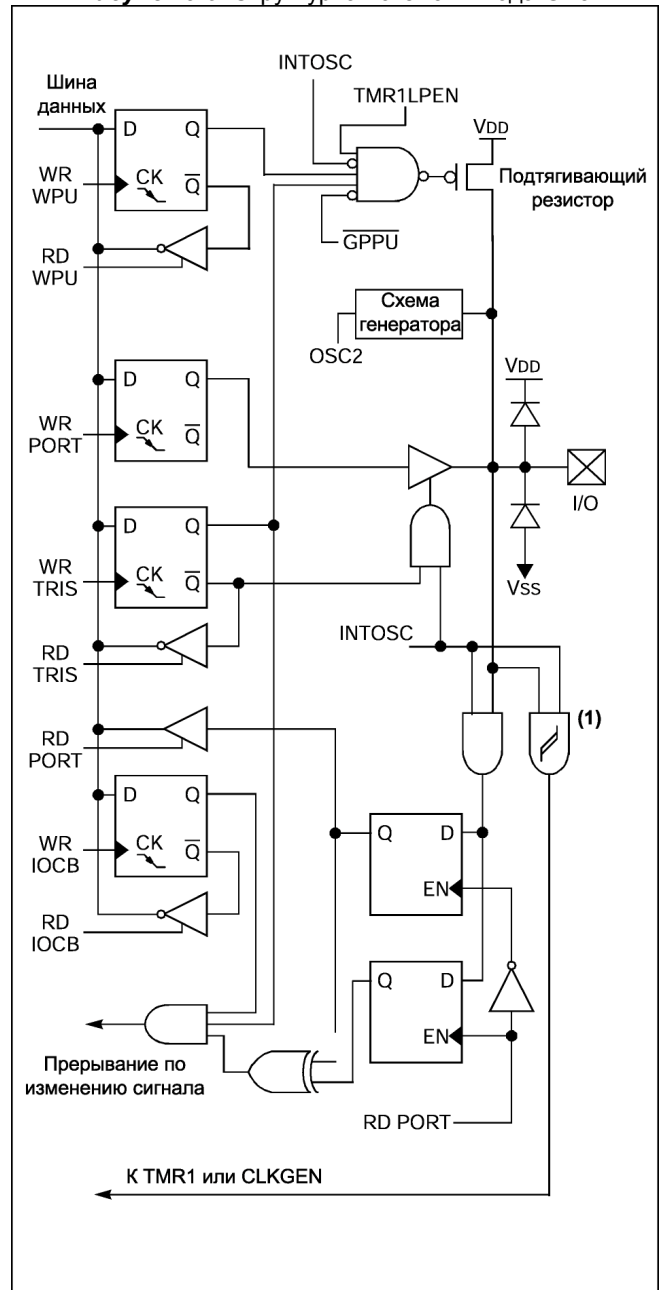 INTOSC
TMR1LPEN
Шина
данных
VDD
D Q
WR
WPU
CK
Q
Подтягивающий
резистор
RD
WPU
GPPU
Схема
генератора
OSC2
VDD
D Q
WR
PORT
CK
Q
I/O
D Q
WR
TRIS
CK
Q
VSS
INTOSC
RD
TRIS
(1)
RD
PORT
D Q
WR
IOCB
CK
Q
Q D
EN
RD
IOCB
Q D
EN
Прерывание по
изменению сигнала
RD PORT
К TMR1 или CLKGEN